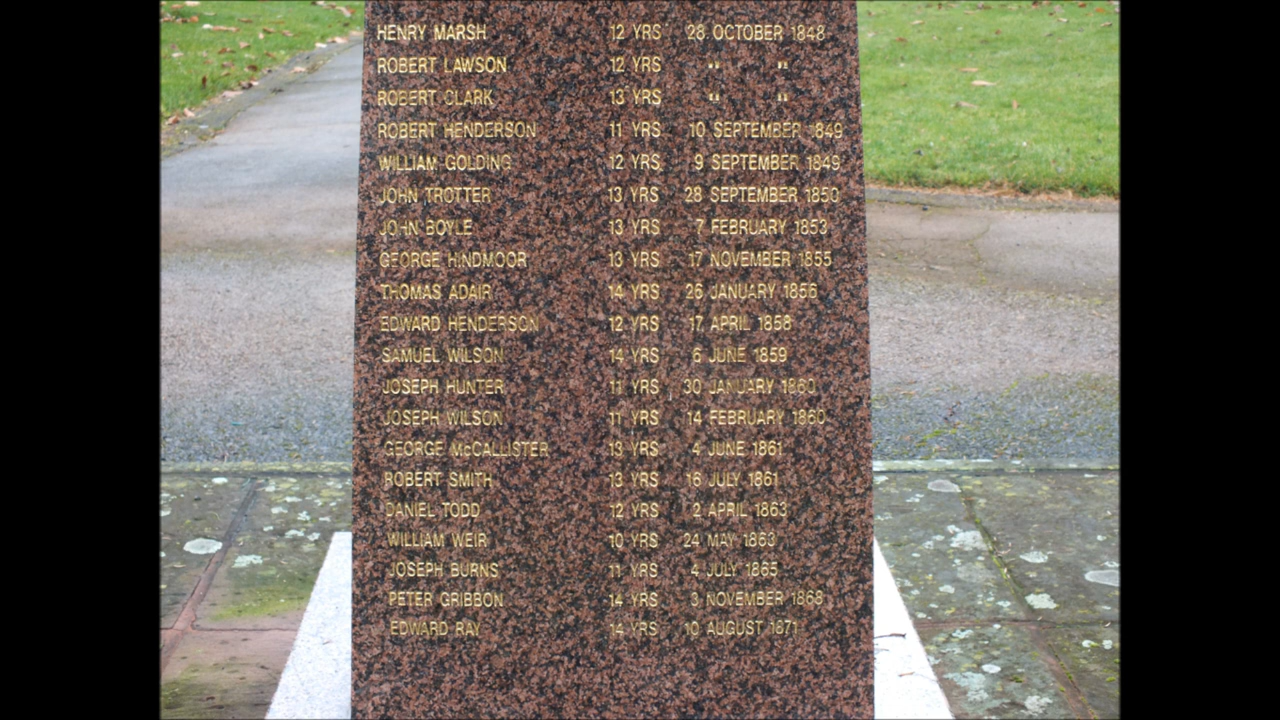 HENRY MARSH 12 YRS 28 OCTOBER 1848
ROBERT LAWSON 12 YRS " "
ROBERT CLARK 13 YRS " "
ROBERT HENDERSON 11 YRS 10 SEPTEMBER 1849
WILLIAM GOLDING 12 YRS 9 SEPTEMBER 1849
JOHN TROTTER 13 YRS 28 SEPTEMBER 1850
JOHN BOYLE 13 YRS 7 FEBRUARY 1853
GEORGE HINDMOOR 13 YRS 17 NOVEMBER 1855
THOMAS ADAIR 14 YRS 26 JANUARY 1856
EDWARD HENDERSON 12 YRS 17 APRIL 1858
SAMUEL WILSON 14 YRS 6 JUNE 1859
JOSEPH HUNTER 11 YRS 30 JANUARY 1860
JOSEPH WILSON 11 YRS 14 FEBRUARY 1860
GEORGE McCALLISTER 13 YRS 4 JUNE 1861
ROBERT SMITH 13 YRS 16 JULY 1861
DANIEL TODD 12 YRS 2 APRIL 1863
WILLIAM WEIR 10 YRS 24 MAY 1863
JOSEPH BURNS 11 YRS 4 JULY 1865
PETER GRIBBON 14 YRS 3 NOVEMBER 1868
EDWARD RAY 14 YRS 10 AUGUST 1871